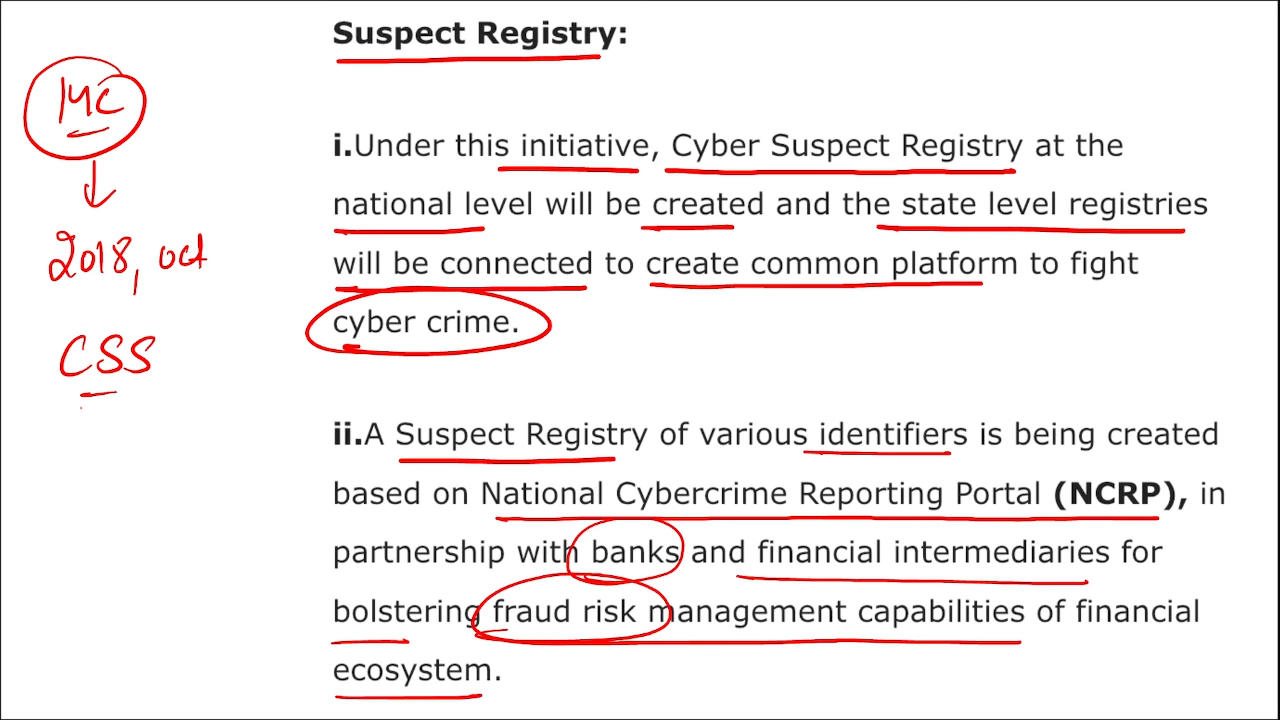 Suspect Registry:
14C
2018, oct
CSS
i.Under this initiative, Cyber Suspect Registry at the
national level will be created and the state level registries
will be connected to create common platform to fight
cyber crime.
ii.A Suspect Registry of various identifiers is being created
based on National Cybercrime Reporting Portal (NCRP), in
partnership with banks and financial intermediaries for
bolstering fraud risk management capabilities of financial
ecosystem.